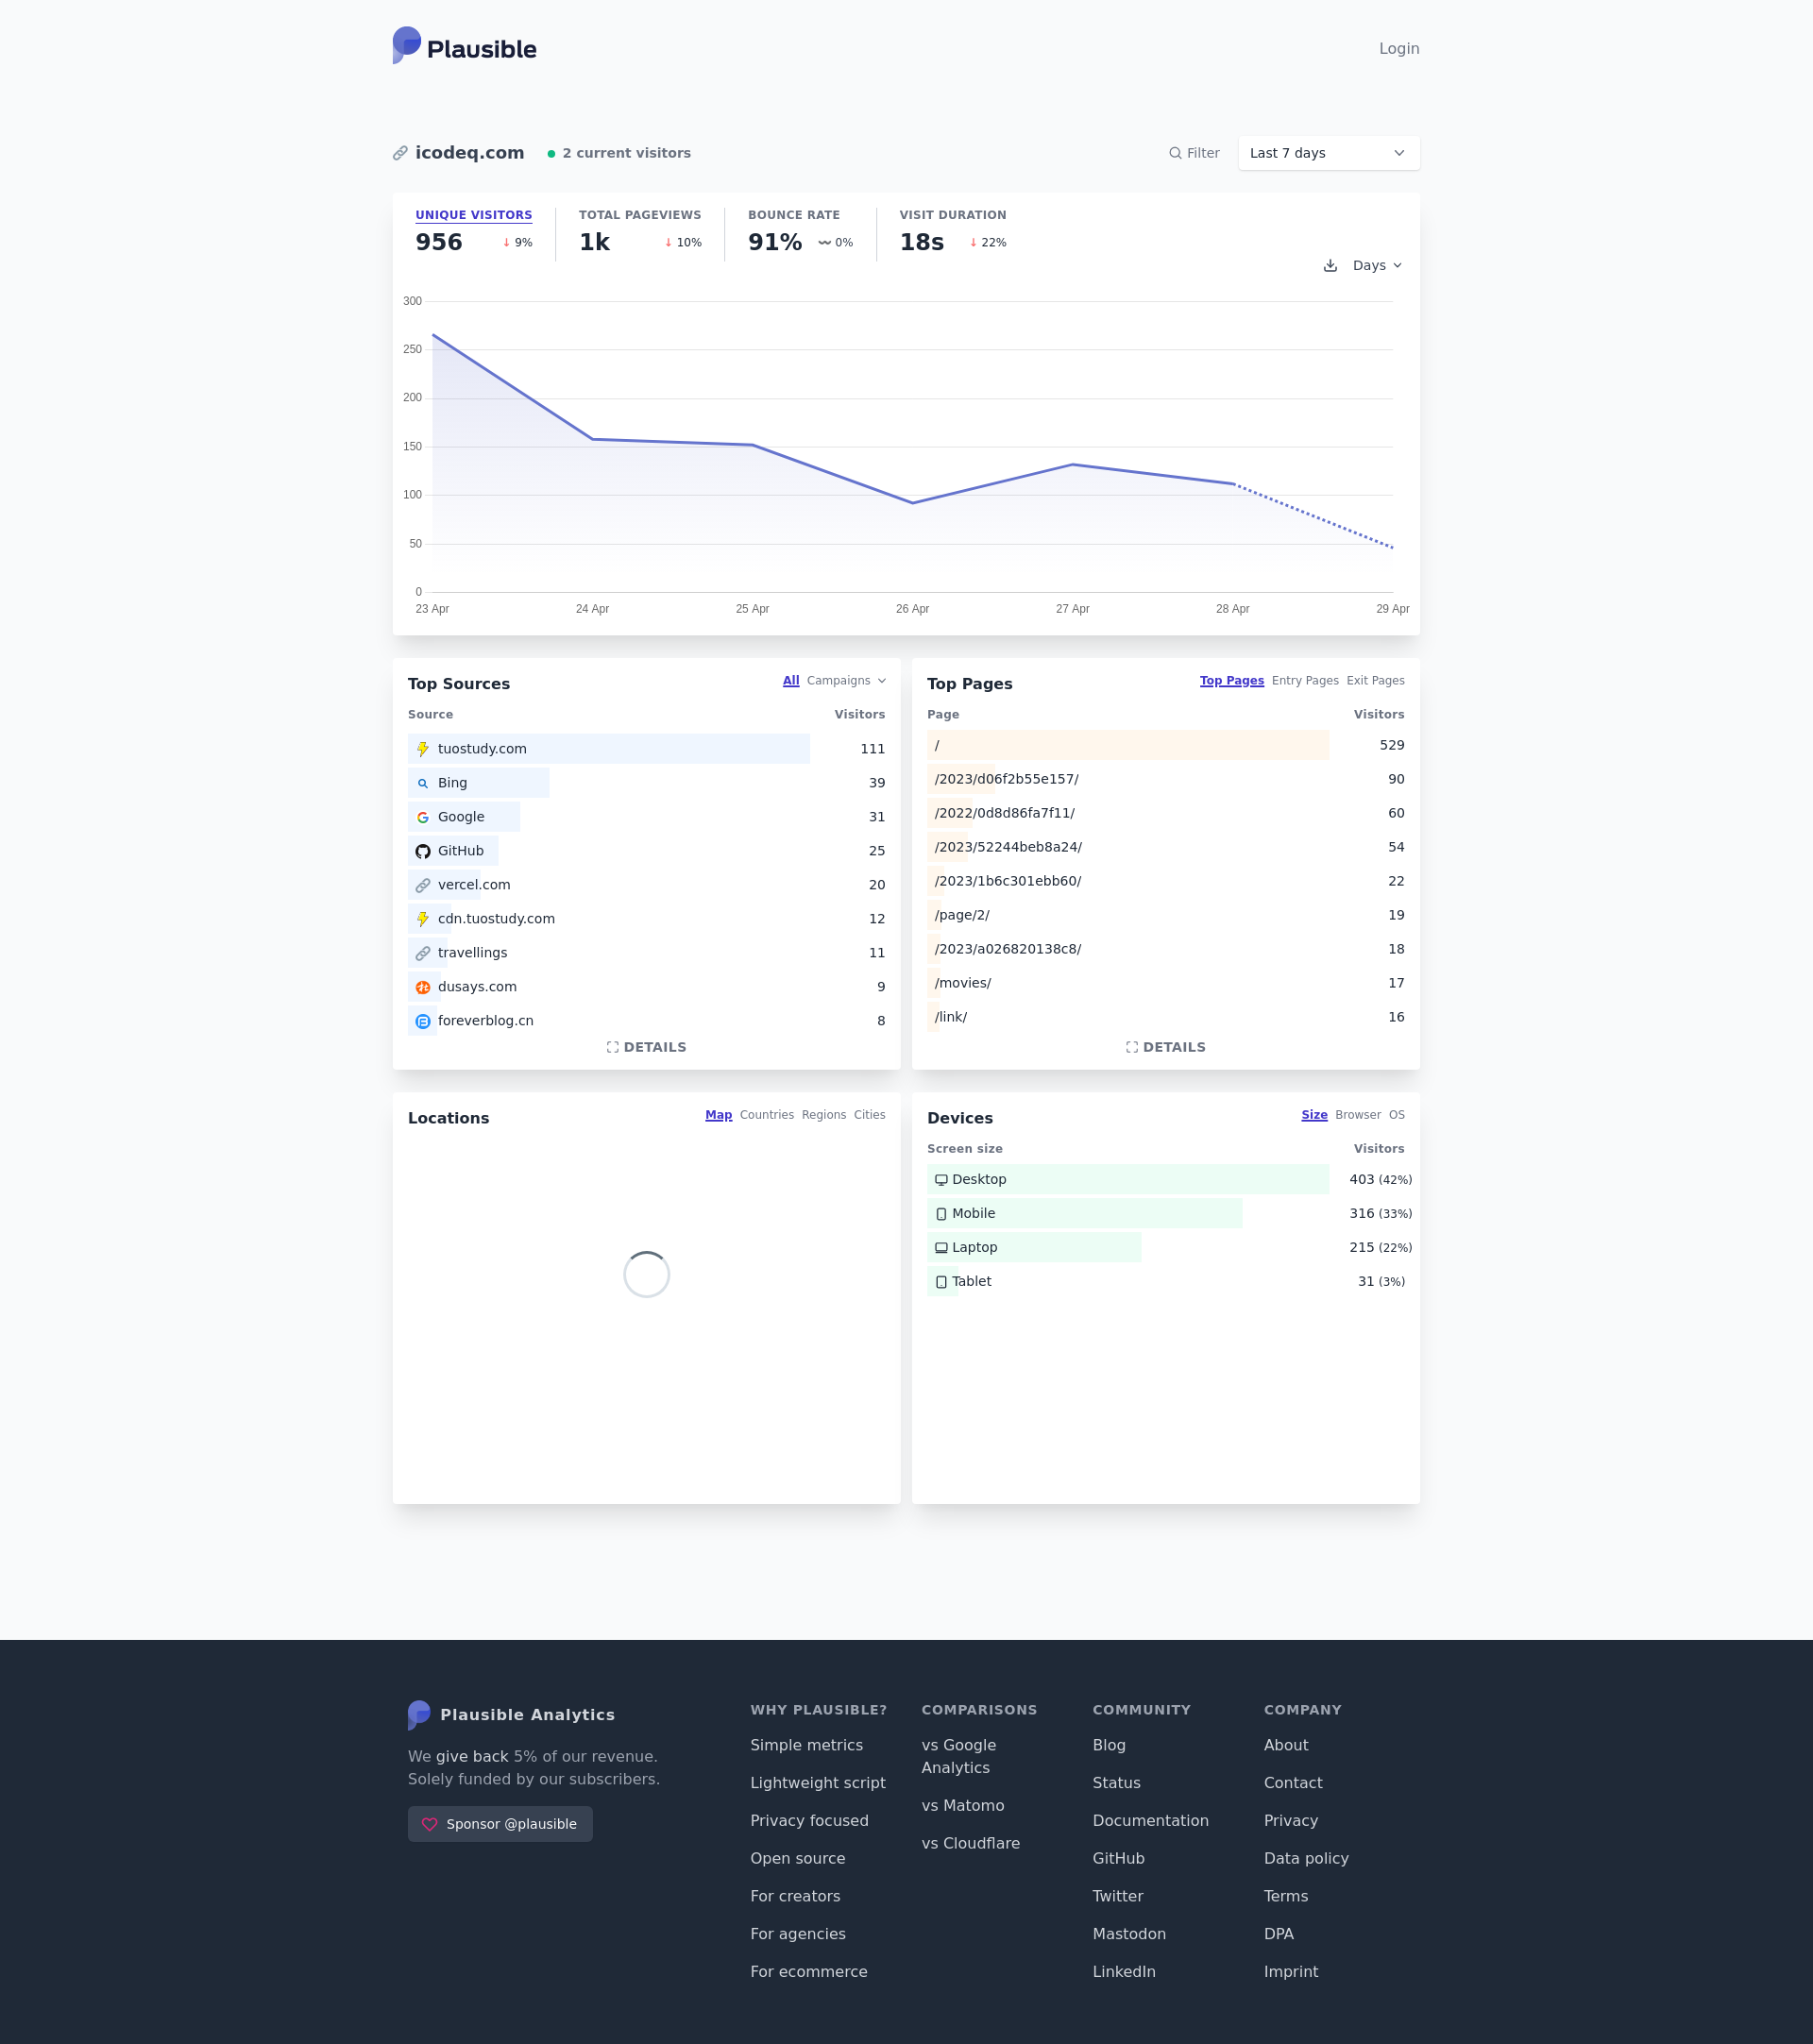 Plausible
Login
icodeq.com
2 current visitors
Filter
Last 7 days
UNIQUE VISITORS
956 ↓ 9%
TOTAL PAGEVIEWS
1k ↓ 10%
BOUNCE RATE
91% 〰 0%
VISIT DURATION
18s ↓ 22%
Days
300
250
200
150
100
50
0
23 Apr 24 Apr 25 Apr 26 Apr 27 Apr 28 Apr 29 Apr
Top Sources
All Campaigns
Source Visitors
tuostudy.com 111
Bing 39
Google 31
GitHub 25
vercel.com 20
cdn.tuostudy.com 12
travellings 11
dusays.com 9
foreverblog.cn 8
DETAILS
Top Pages
Top Pages Entry Pages Exit Pages
Page Visitors
/ 529
/2023/d06f2b55e157/ 90
/2022/0d8d86fa7f11/ 60
/2023/52244beb8a24/ 54
/2023/1b6c301ebb60/ 22
/page/2/ 19
/2023/a026820138c8/ 18
/movies/ 17
/link/ 16
DETAILS
Locations
Map Countries Regions Cities
Devices
Size Browser OS
Screen size Visitors
Desktop 403 (42%)
Mobile 316 (33%)
Laptop 215 (22%)
Tablet 31 (3%)
Plausible Analytics
We give back 5% of our revenue.
Solely funded by our subscribers.
Sponsor @plausible
WHY PLAUSIBLE?
Simple metrics
Lightweight script
Privacy focused
Open source
For creators
For agencies
For ecommerce
COMPARISONS
vs Google
Analytics
vs Matomo
vs Cloudflare
COMMUNITY
Blog
Status
Documentation
GitHub
Twitter
Mastodon
LinkedIn
COMPANY
About
Contact
Privacy
Data policy
Terms
DPA
Imprint